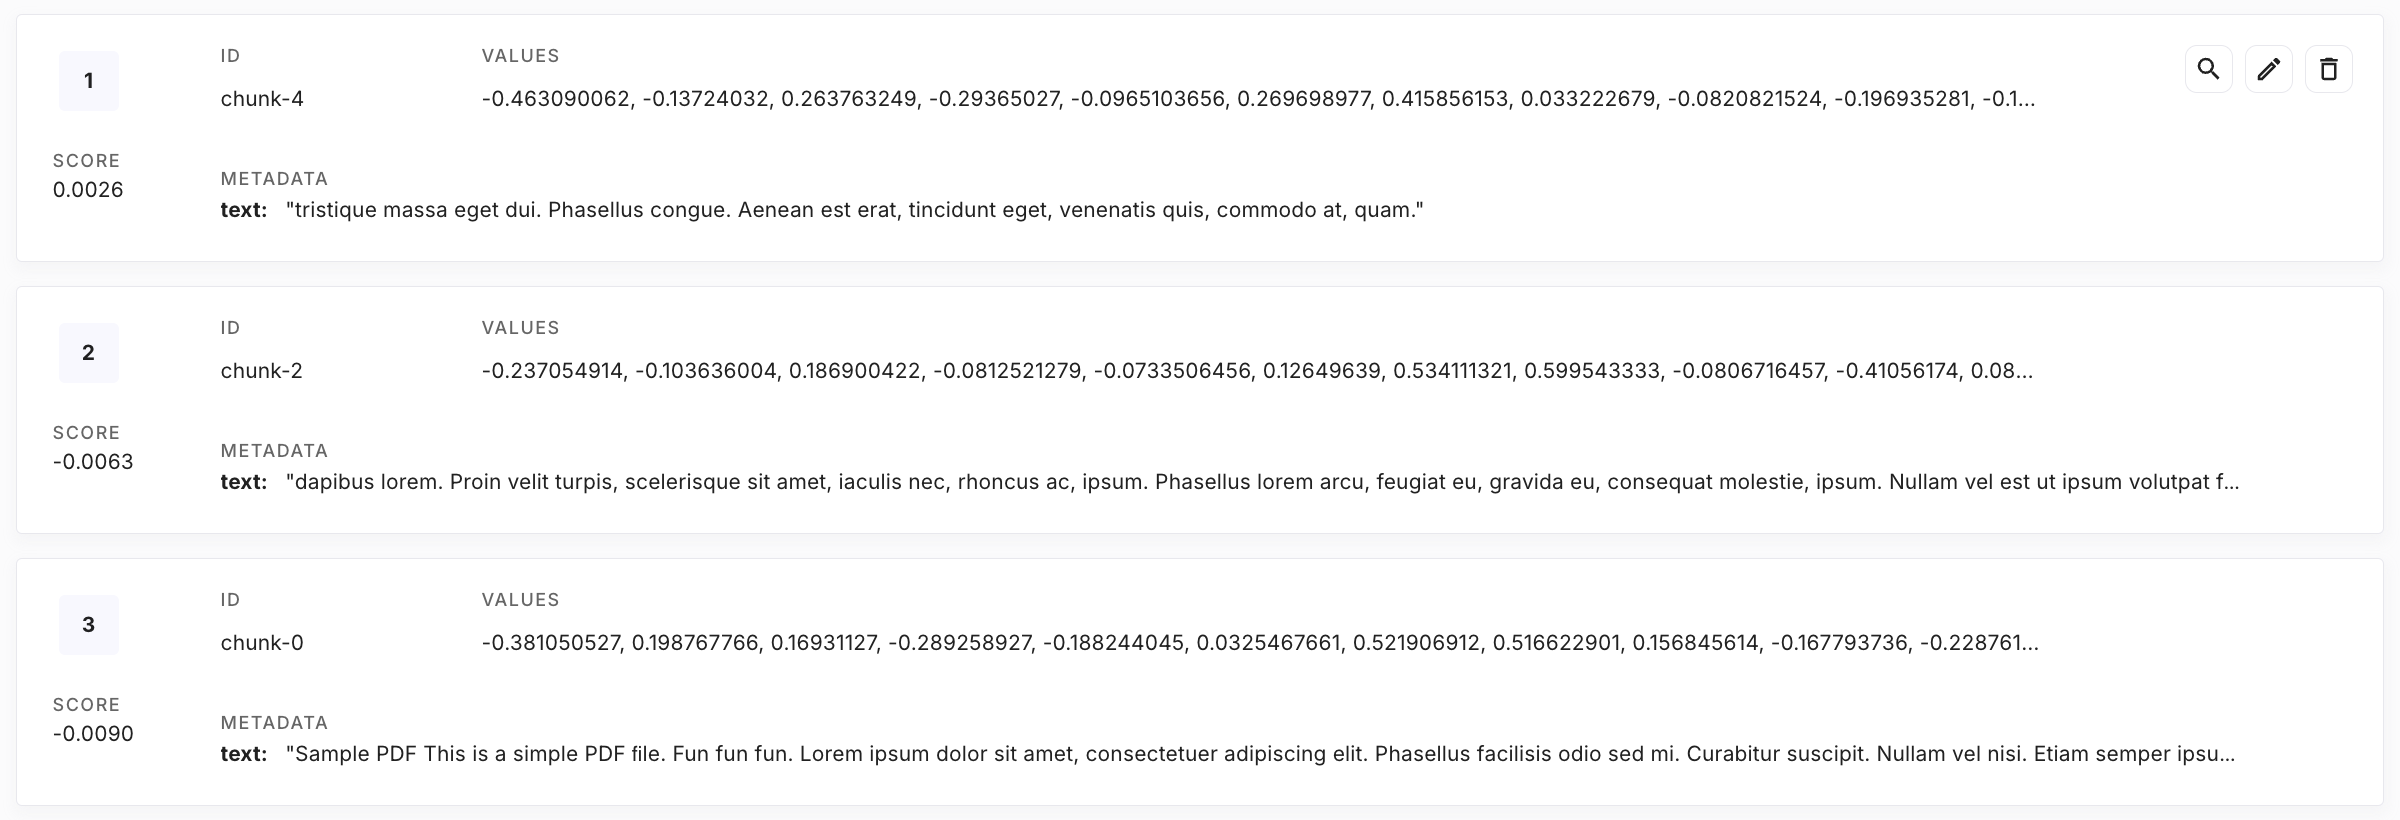 1
ID
VALUES
chunk-4
-0.463090062, -0.13724032, 0.263763249, -0.29365027, -0.0965103656, 0.269698977, 0.415856153, 0.033222679, -0.0820821524, -0.196935281, -0.1...
SCORE
0.0026
METADATA
text: "tristique massa eget dui. Phasellus congue. Aenean est erat, tincidunt eget, venenatis quis, commodo at, quam."
2
ID
VALUES
chunk-2
-0.237054914, -0.103636004, 0.186900422, -0.0812521279, -0.0733506456, 0.12649639, 0.534111321, 0.599543333, -0.0806716457, -0.41056174, 0.08...
SCORE
-0.0063
METADATA
text: "dapibus lorem. Proin velit turpis, scelerisque sit amet, iaculis nec, rhoncus ac, ipsum. Phasellus lorem arcu, feugiat eu, gravida eu, consequat molestie, ipsum. Nullam vel est ut ipsum volutpat f...
3
ID
VALUES
chunk-0
-0.381050527, 0.198767766, 0.16931127, -0.289258927, -0.188244045, 0.0325467661, 0.521906912, 0.516622901, 0.156845614, -0.167793736, -0.228761...
SCORE
-0.0090
METADATA
text: "Sample PDF This is a simple PDF file. Fun fun fun. Lorem ipsum dolor sit amet, consectetuer adipiscing elit. Phasellus facilisis odio sed mi. Curabitur suscipit. Nullam vel nisi. Etiam semper ipsu...